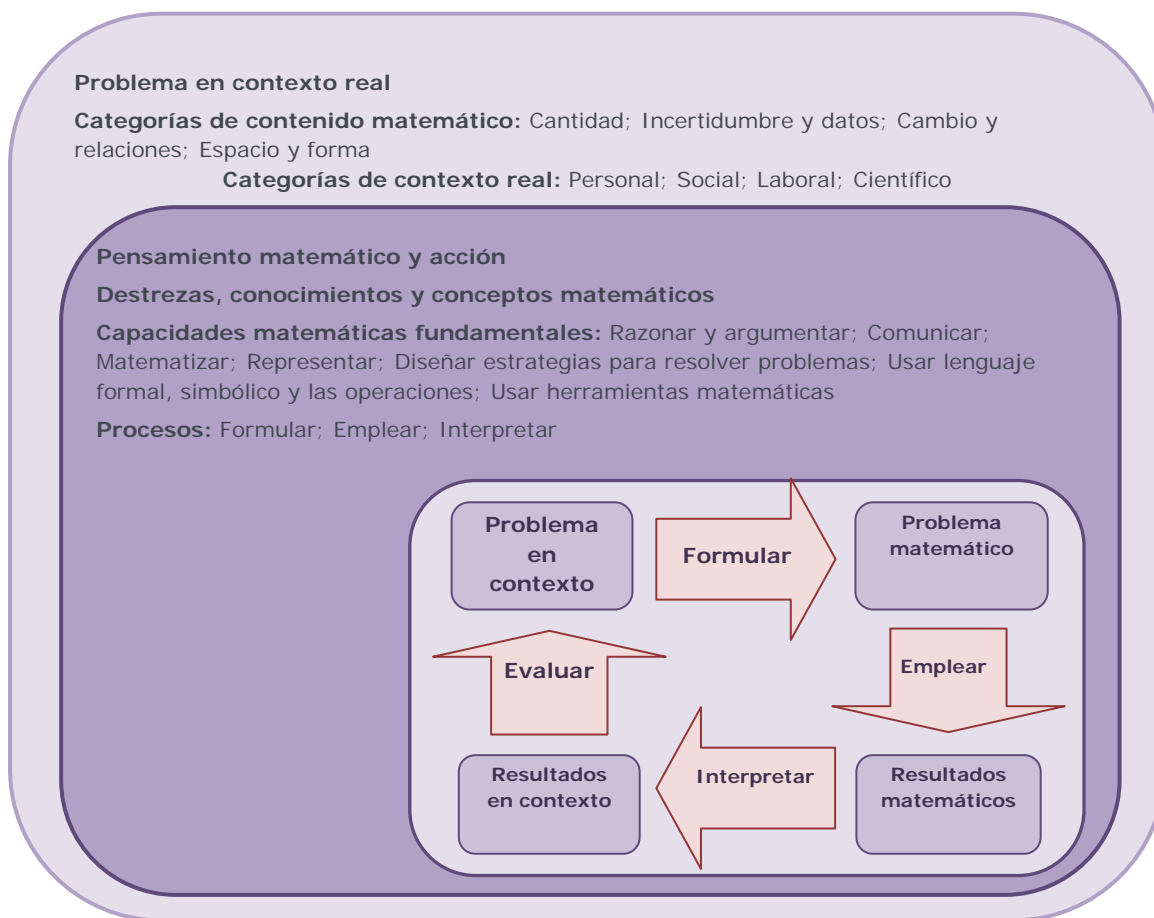 Problema en contexto real
Categorías de contenido matemático: Cantidad; Incertidumbre y datos; Cambio y
relaciones; Espacio y forma
Categorías de contexto real: Personal; Social; Laboral; Científico
Pensamiento matemático y acción
Destrezas, conocimientos y conceptos matemáticos
Capacidades matemáticas fundamentales: Razonar y argumentar; Comunicar;
Matematizar; Representar; Diseñar estrategias para resolver problemas; Usar lenguaje
formal, simbólico y las operaciones; Usar herramientas matemáticas
Procesos: Formular; Emplear; Interpretar
Problema
en
contexto
Formular
Problema
matemático
Evaluar
Emplear
Resultados
en contexto
Interpretar
Resultados
matemáticos